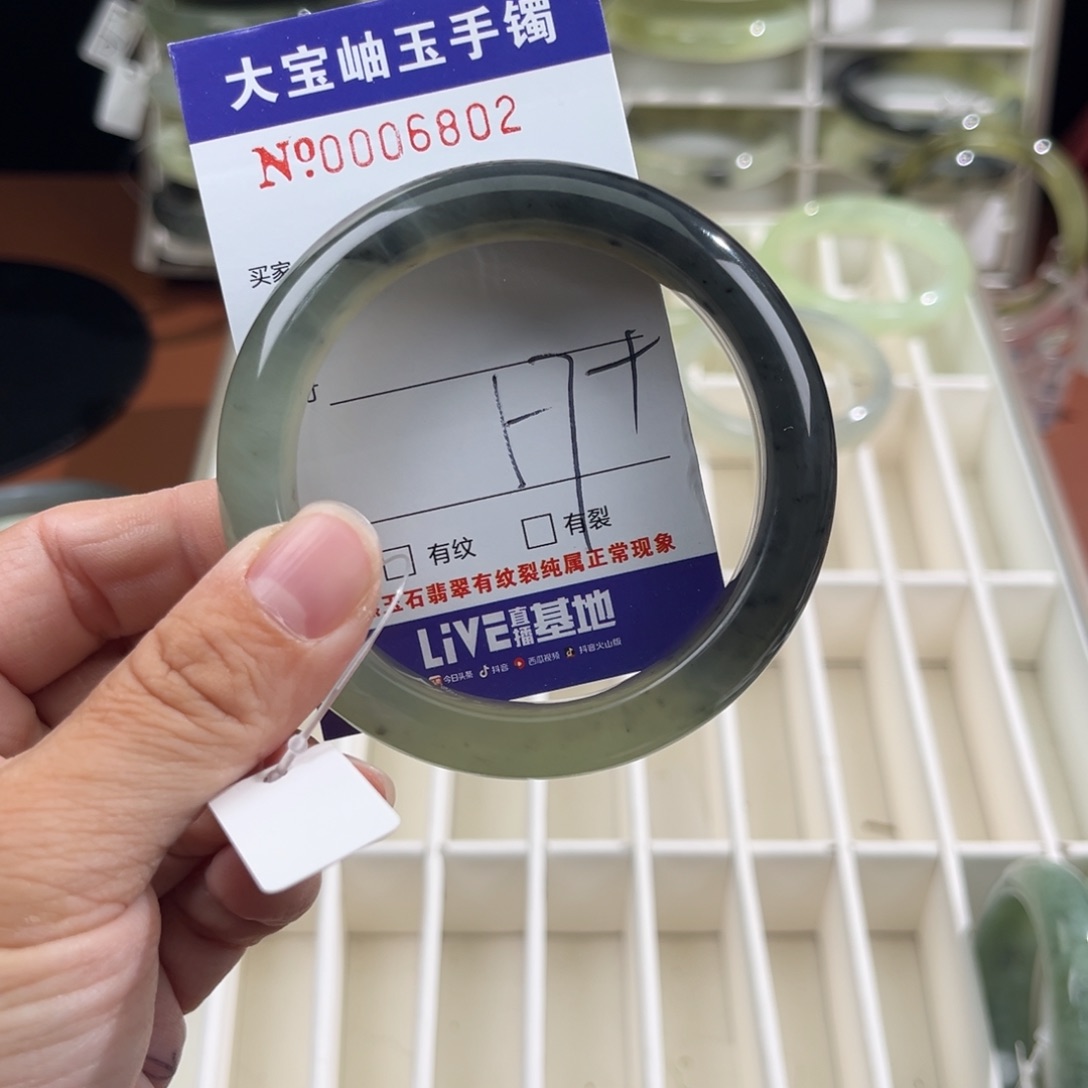 大宝岫玉手镯
No.0006802
买家
有纹 有裂
玉石翡翠有纹裂纯属正常现象
LiVE直播基地
今日头条 抖音 西瓜视频 抖音火山版